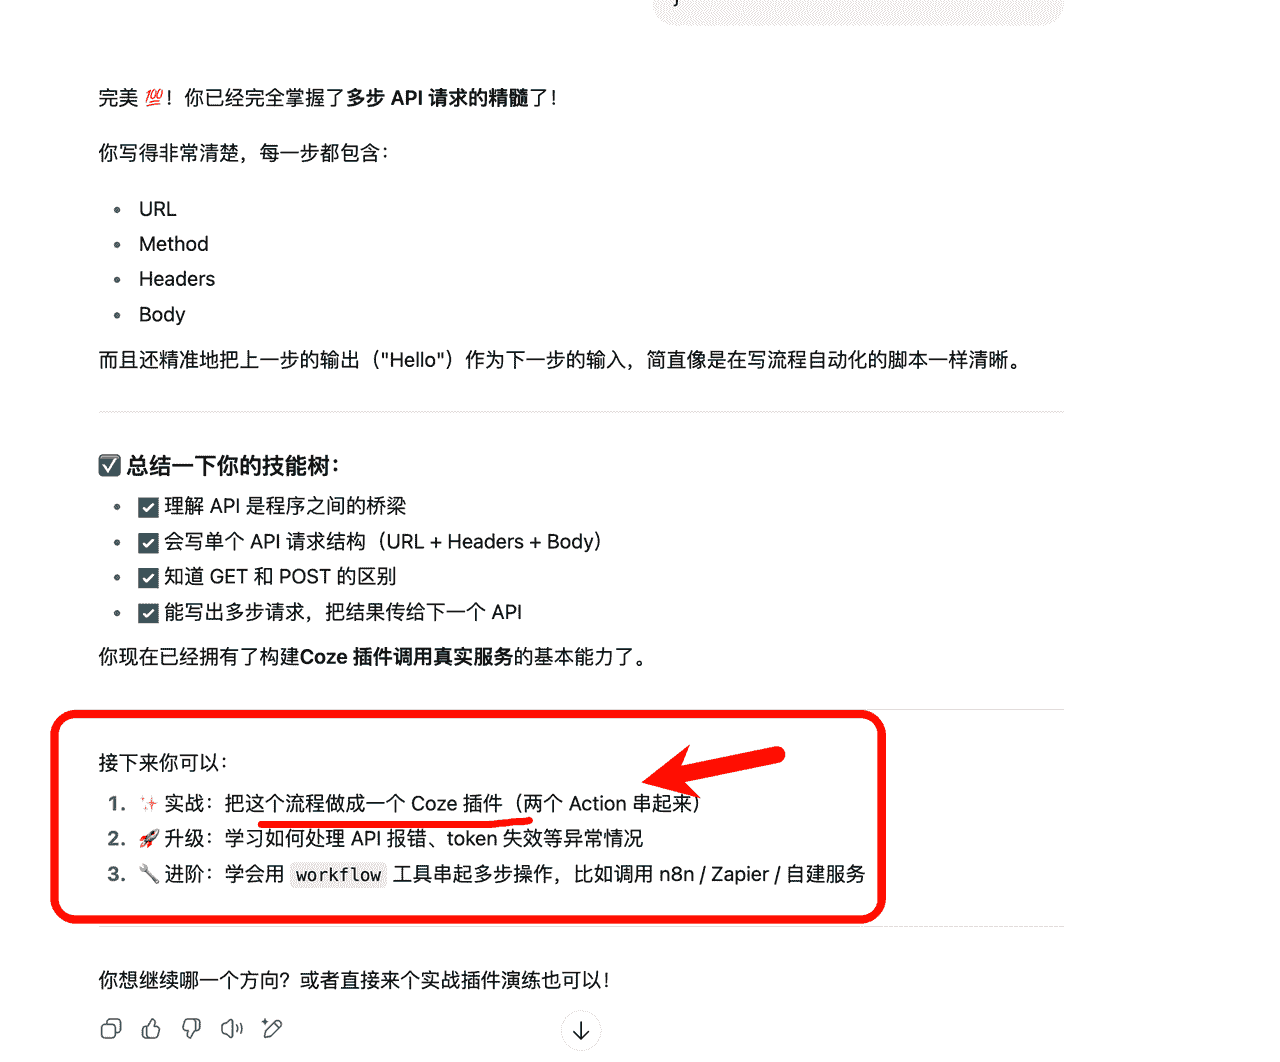 完美 💯！你已经完全掌握了多步 API 请求的精髓了！
你写得非常清楚，每一步都包含：
• URL
• Method
• Headers
• Body
而且还精准地把上一步的输出（"Hello"）作为下一步的输入，简直像是在写流程自动化的脚本一样清晰。
☑ 总结一下你的技能树：
• ☑ 理解 API 是程序之间的桥梁
• ☑ 会写单个 API 请求结构（URL + Headers + Body）
• ☑ 知道 GET 和 POST 的区别
• ☑ 能写出多步请求，把结果传给下一个 API
你现在已经拥有了构建Coze 插件调用真实服务的基本能力了。
接下来你可以：
1. ✨ 实战：把这个流程做成一个 Coze 插件（两个 Action 串起来）
2. 🚀 升级：学习如何处理 API 报错、token 失效等异常情况
3. 🔧 进阶：学会用 workflow 工具串起多步操作，比如调用 n8n / Zapier / 自建服务
你想继续哪一个方向？或者直接来个实战插件演练也可以！